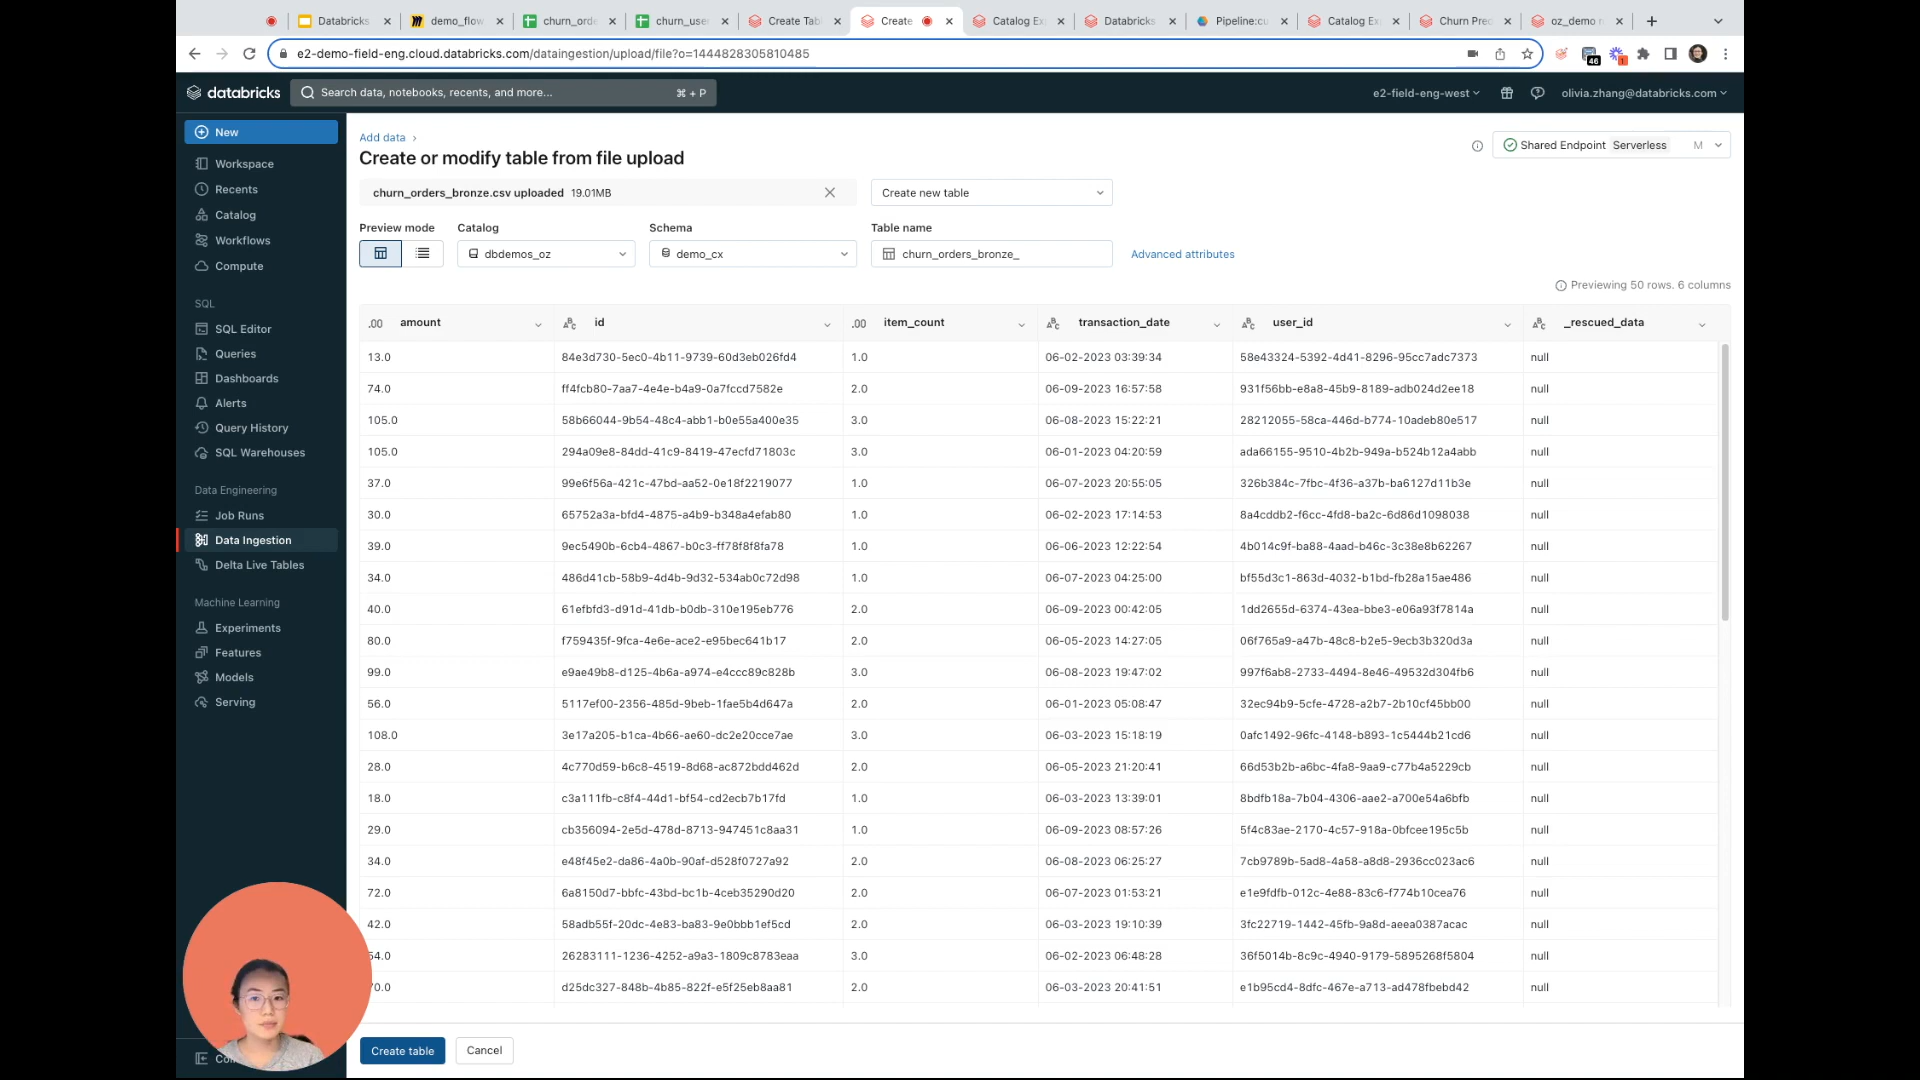 Databricks
demo_flow
churn_orde
churn_use
Create Tab
Create
Catalog Ex
Databricks
Pipeline:cu
Catalog Ex
Churn Prec
oz_demo
e2-demo-field-eng.cloud.databricks.com/dataingestion/upload/file?o=1444828305810485
46
1
databricks
Search data, notebooks, recents, and more...
⌘ + P
e2-field-eng-west
olivia.zhang@databricks.com
New
Workspace
Recents
Catalog
Workflows
Compute
SQL
SQL Editor
Queries
Dashboards
Alerts
Query History
SQL Warehouses
Data Engineering
Job Runs
Data Ingestion
Delta Live Tables
Machine Learning
Experiments
Features
Models
Serving
Add data ›
Create or modify table from file upload
Shared Endpoint Serverless M
churn_orders_bronze.csv uploaded 19.01MB
Create new table
Preview mode Catalog Schema Table name
dbdemos_oz demo_cx churn_orders_bronze_ Advanced attributes
Previewing 50 rows. 6 columns
.00 amount ABC id .00 item_count ABC transaction_date ABC user_id ABC _rescued_data
13.0 84e3d730-5ec0-4b11-9739-60d3eb026fd4 1.0 06-02-2023 03:39:34 58e43324-5392-4d41-8296-95cc7adc7373 null
74.0 ff4fcb80-7aa7-4e4e-b4a9-0a7fccd7582e 2.0 06-09-2023 16:57:58 931f56bb-e8a8-45b9-8189-adb024d2ee18 null
105.0 58b66044-9b54-48c4-abb1-b0e55a400e35 3.0 06-08-2023 15:22:21 28212055-58ca-446d-b774-10adeb80e517 null
105.0 294a09e8-84dd-41c9-8419-47ecfd71803c 3.0 06-01-2023 04:20:59 ada66155-9510-4b2b-949a-b524b12a4abb null
37.0 99e6f56a-421c-47bd-aa52-0e18f2219077 1.0 06-07-2023 20:55:05 326b384c-7fbc-4f36-a37b-ba6127d11b3e null
30.0 65752a3a-bfd4-4875-a4b9-b348a4efab80 1.0 06-02-2023 17:14:53 8a4cddb2-f6cc-4fd8-ba2c-6d86d1098038 null
39.0 9ec5490b-6cb4-4867-b0c3-ff78f8f8fa78 1.0 06-06-2023 12:22:54 4b014c9f-ba88-4aad-b46c-3c38e8b62267 null
34.0 486d41cb-58b9-4d4b-9d32-534ab0c72d98 1.0 06-07-2023 04:25:00 bf55d3c1-863d-4032-b1bd-fb28a15ae486 null
40.0 61efbfd3-d91d-41db-b0db-310e195eb776 2.0 06-09-2023 00:42:05 1dd2655d-6374-43ea-bbe3-e06a93f7814a null
80.0 f759435f-9fca-4e6e-ace2-e95bec641b17 2.0 06-05-2023 14:27:05 06f765a9-a47b-48c8-b2e5-9ecb3b320d3a null
99.0 e9ae49b8-d125-4b6a-a974-e4ccc89c828b 3.0 06-08-2023 19:47:02 997f6ab8-2733-4494-8e46-49532d304fb6 null
56.0 5117ef00-2356-485d-9beb-1fae5b4d647a 2.0 06-01-2023 05:08:47 32ec94b9-5cfe-4728-a2b7-2b10cf45bb00 null
108.0 3e17a205-b1ca-4b66-ae60-dc2e20cce7ae 3.0 06-03-2023 15:18:19 0afc1492-96fc-4148-b893-1c5444b21cd6 null
28.0 4c770d59-b6c8-4519-8d68-ac872bdd462d 2.0 06-05-2023 21:20:41 66d53b2b-a6bc-4fa8-9aa9-c77b4a5229cb null
18.0 c3a111fb-c8f4-44d1-bf54-cd2ecb7b17fd 1.0 06-03-2023 13:39:01 8bdfb18a-7b04-4306-aae2-a700e54a6bfb null
29.0 cb356094-2e5d-478d-8713-947451c8aa31 1.0 06-09-2023 08:57:26 5f4c83ae-2170-4c57-918a-0bfcee195c5b null
34.0 e48f45e2-da86-4a0b-90af-d528f0727a92 2.0 06-08-2023 06:25:27 7cb9789b-5ad8-4a58-a8d8-2936cc023ac6 null
72.0 6a8150d7-bbfc-43bd-bc1b-4ceb35290d20 2.0 06-07-2023 01:53:21 e1e9fdfb-012c-4e88-83c6-f774b10cea76 null
42.0 58adb55f-20dc-4e83-ba83-9e0bbb1ef5cd 2.0 06-03-2023 19:10:39 3fc22719-1442-45fb-9a8d-aeea0387acac null
54.0 26283111-1236-4252-a9a3-1809c8783eaa 3.0 06-02-2023 06:48:28 36f5014b-8c9c-4940-9179-5895268f5804 null
70.0 d25dc327-848b-4b85-822f-e5f25eb8aa81 2.0 06-03-2023 20:41:51 e1b95cd4-8dfc-467e-a713-ad478fbebd42 null
Create table Cancel